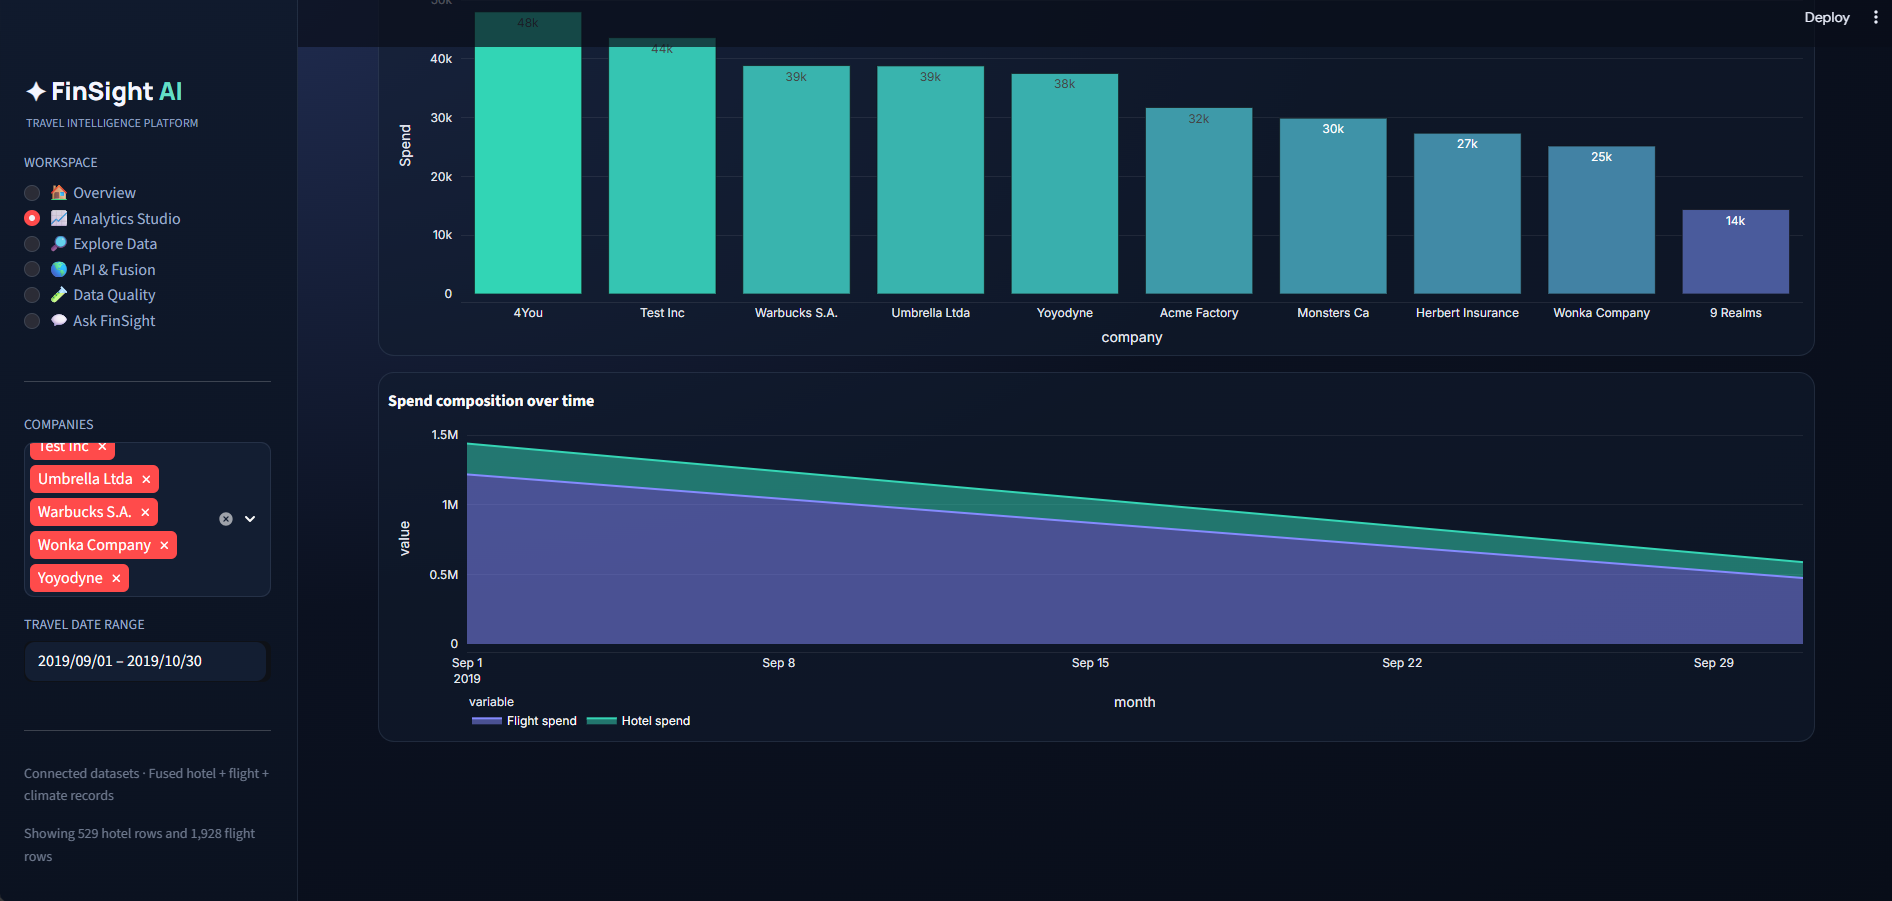 Deploy
✦ FinSight AI
TRAVEL INTELLIGENCE PLATFORM
WORKSPACE
Overview
Analytics Studio
Explore Data
API & Fusion
Data Quality
Ask FinSight
COMPANIES
Test Inc ×
Umbrella Ltda ×
Warbucks S.A. ×
Wonka Company ×
Yoyodyne ×
TRAVEL DATE RANGE
2019/09/01 – 2019/10/30
Connected datasets · Fused hotel + flight +
climate records
Showing 529 hotel rows and 1,928 flight
rows
50k
40k
30k
20k
10k
0
Spend
48k
44k
39k
39k
38k
32k
30k
27k
25k
14k
4You
Test Inc
Warbucks S.A.
Umbrella Ltda
Yoyodyne
Acme Factory
Monsters Ca
Herbert Insurance
Wonka Company
9 Realms
company
Spend composition over time
1.5M
1M
0.5M
0
value
Sep 1
2019
Sep 8
Sep 15
Sep 22
Sep 29
month
variable
Flight spend
Hotel spend